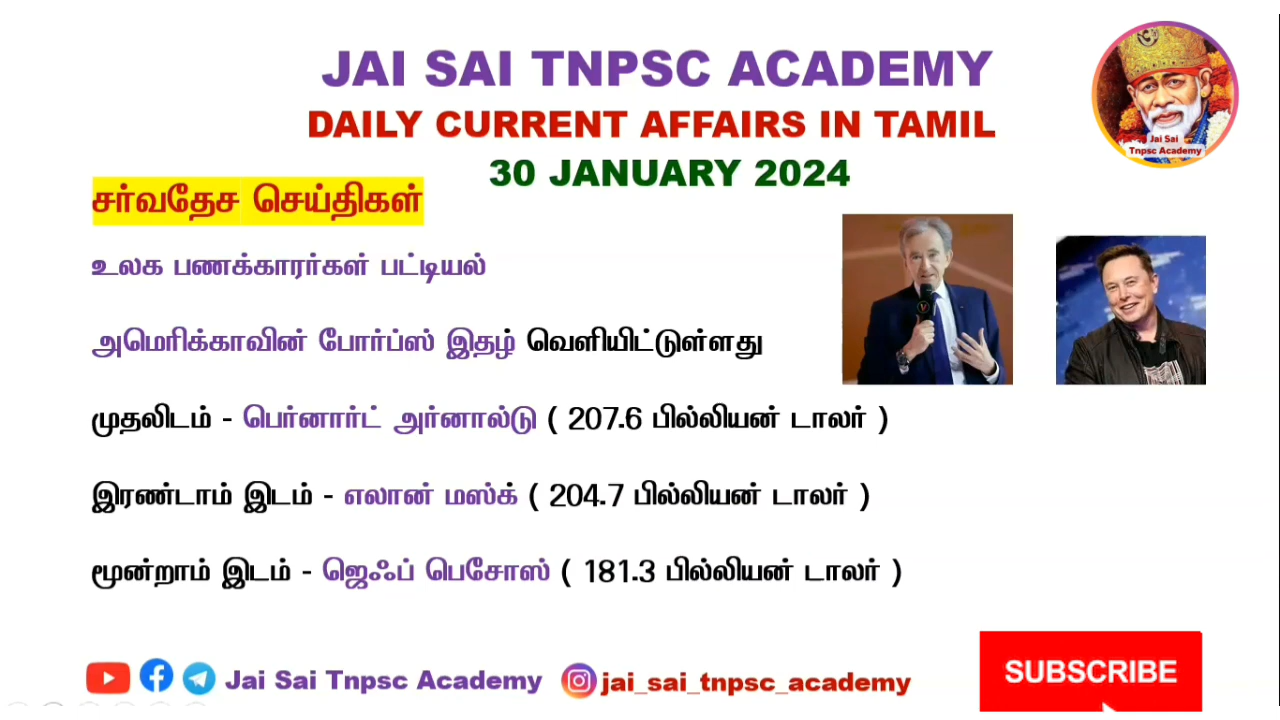 JAI SAI TNPSC ACADEMY
DAILY CURRENT AFFAIRS IN TAMIL
30 JANUARY 2024
Jai Sai
Tnpsc Academy
சர்வதேச செய்திகள்
உலக பணக்காரர்கள் பட்டியல்
அமெரிக்காவின் போர்ப்ஸ் இதழ் வெளியிட்டுள்ளது
முதலிடம் - பெர்னார்ட் அர்னால்டு ( 207.6 பில்லியன் டாலர் )
இரண்டாம் இடம் - எலான் மஸ்க் ( 204.7 பில்லியன் டாலர் )
மூன்றாம் இடம் - ஜெஃப் பெசோஸ் ( 181.3 பில்லியன் டாலர் )
Jai Sai Tnpsc Academy jai_sai_tnpsc_academy
SUBSCRIBE